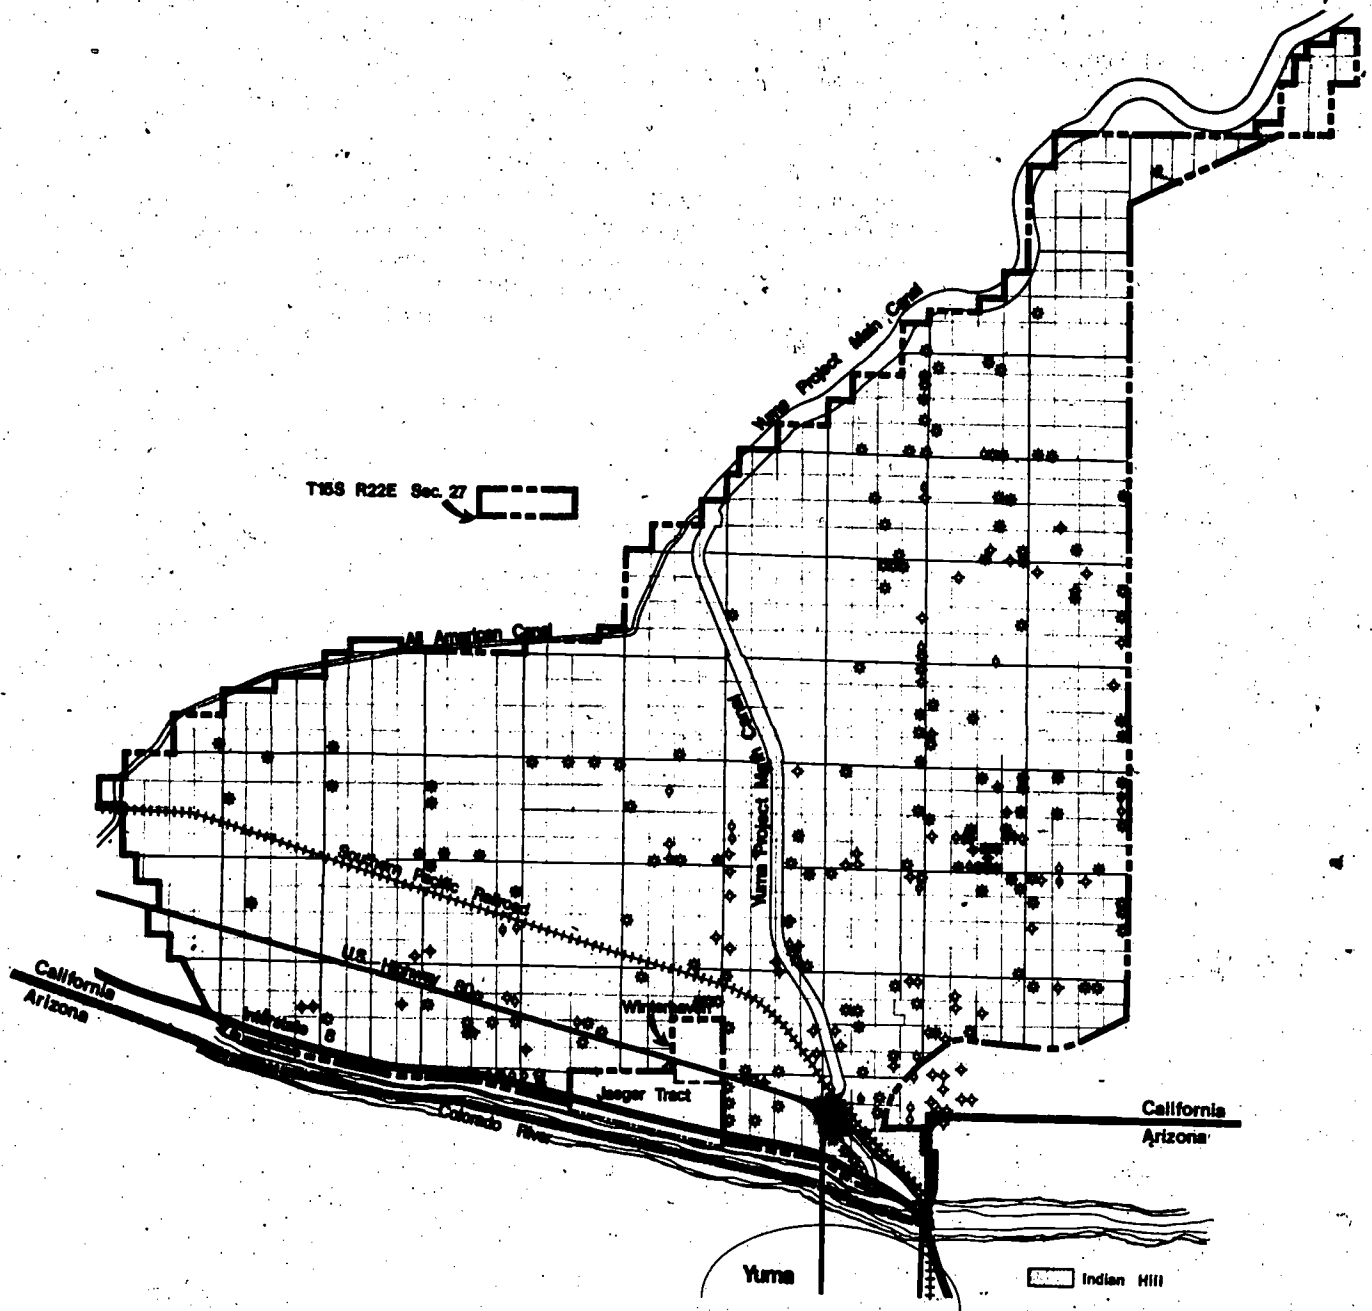 Yuma Project Main Canal
T16S R22E Sec. 27
All American Canal
Yuma Project Main Canal
Southern Pacific Railroad
U.S. Highway 80
California
Arizona
Interstate 8
Winterhaven
Jaeger Tract
Colorado River
California
Arizona
Yuma
Indian Hill